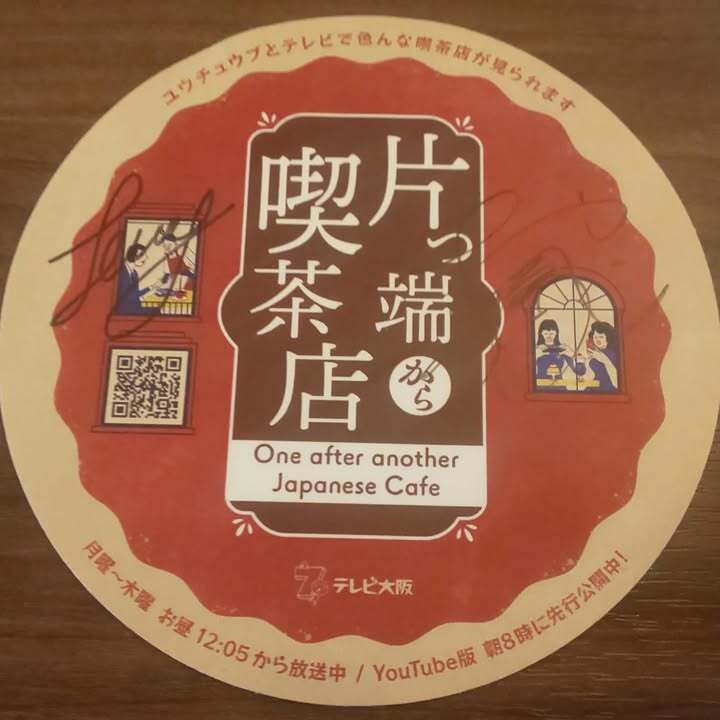 ユウチュウブとテレビで色んな喫茶店が見られます
片っ端から
喫茶店
One after another
Japanese Cafe
テレビ大阪
月曜～木曜 お昼 12:05から放送中 / YouTube版 朝8時に先行公開中!